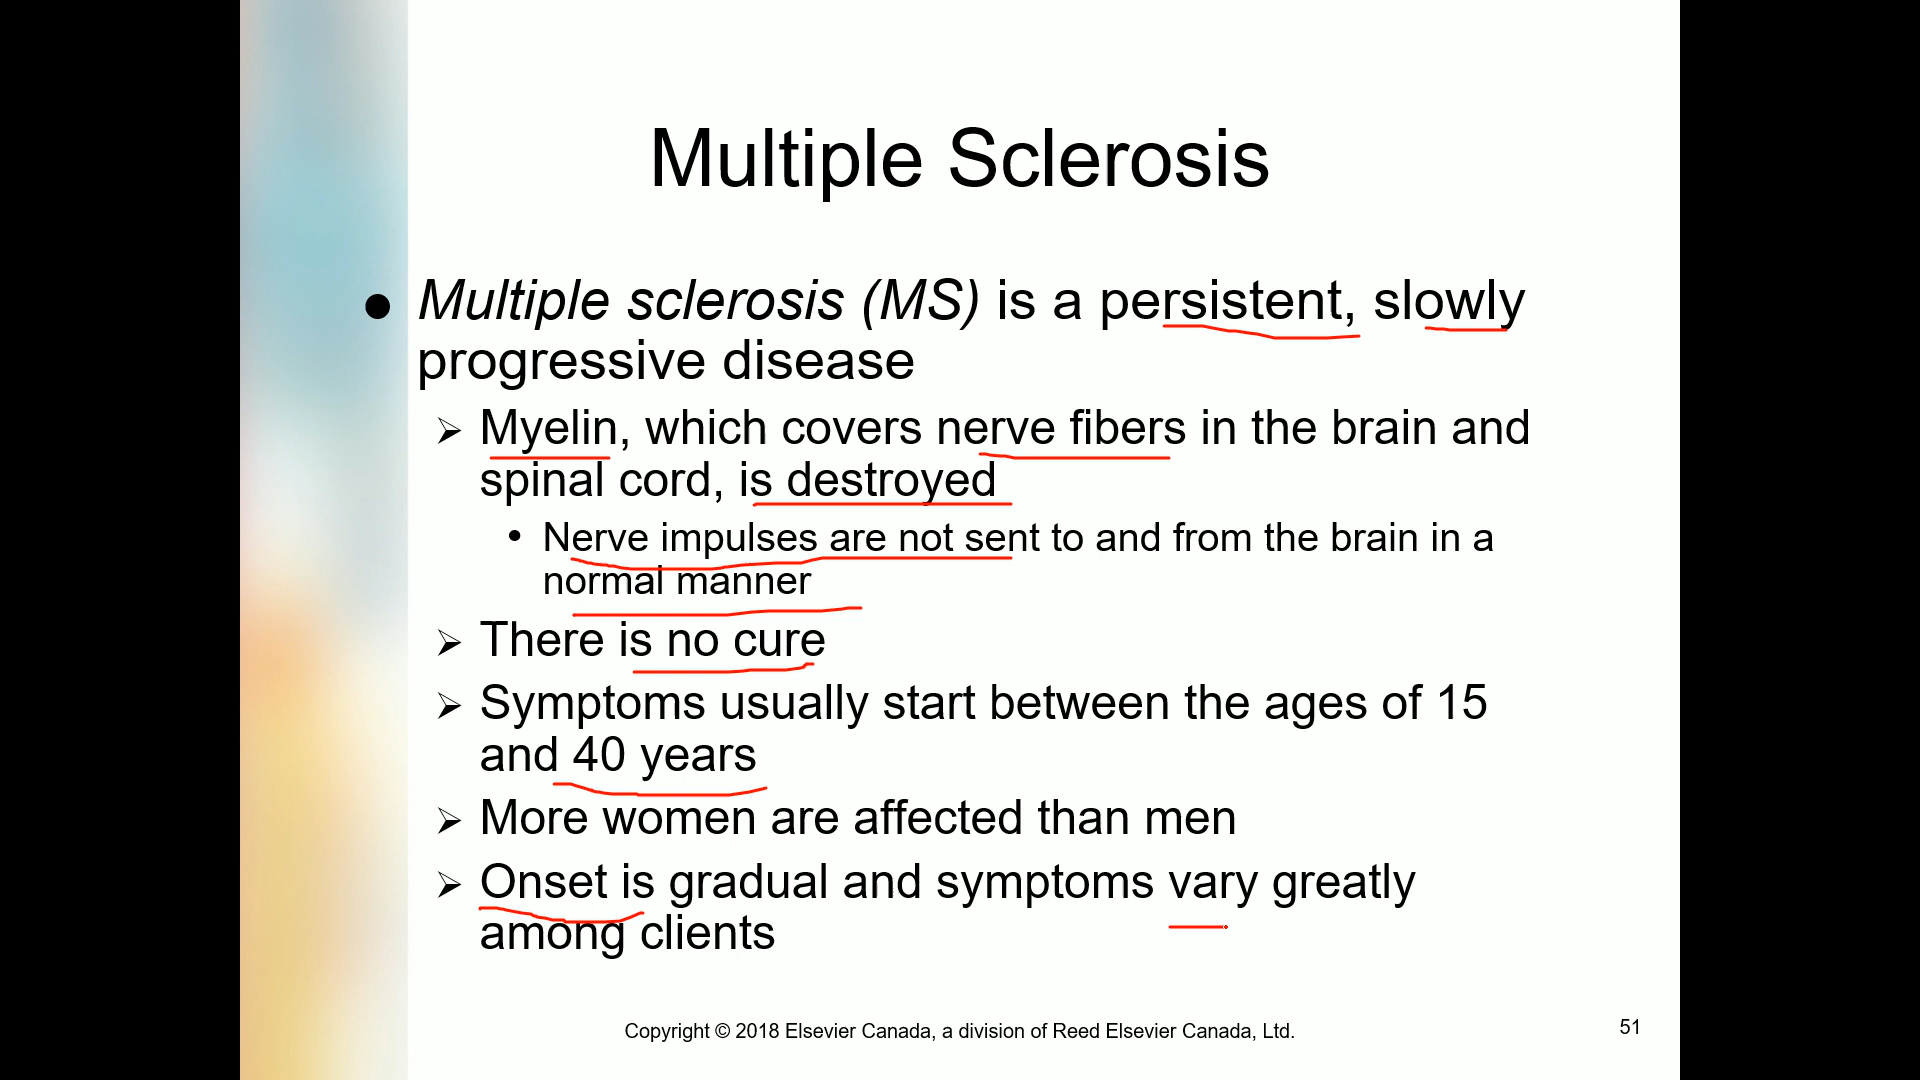 Multiple Sclerosis
● Multiple sclerosis (MS) is a persistent, slowly
progressive disease
➢ Myelin, which covers nerve fibers in the brain and
spinal cord, is destroyed
• Nerve impulses are not sent to and from the brain in a
normal manner
➢ There is no cure
➢ Symptoms usually start between the ages of 15
and 40 years
➢ More women are affected than men
➢ Onset is gradual and symptoms vary greatly
among clients
Copyright © 2018 Elsevier Canada, a division of Reed Elsevier Canada, Ltd.
51